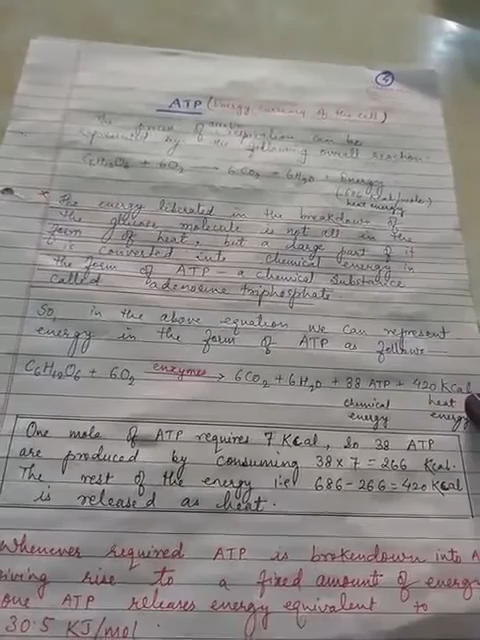 4
ATP (Energy currency of the cell)
The process of aerobic respiration can be
represented by the following overall reaction:
C6H12O6 + 6O2 → 6CO2 + 6H2O + Energy
(686 Kcal/mole)
heat energy
* The energy liberated in the breakdown of
the glucose molecule is not all in the
form of heat, but a large part of it
is converted into chemical energy in
the form of ATP - a chemical substance
called adenosine triphosphate
So, in the above equation we can represent
energy in the form of ATP as follows -
C6H12O6 + 6O2 enzymes → 6CO2 + 6H2O + 38 ATP + 420 KCal
chemical energy heat energy
One mole of ATP requires 7 Kcal, so 38 ATP
are produced by consuming 38 x 7 = 266 Kcal.
The rest of the energy i.e 686 - 266 = 420 Kcal
is released as heat.
Whenever required ATP is brokendown into A
giving rise to a fixed amount of energy
one ATP releases energy equivalent to
30.5 KJ/mol.